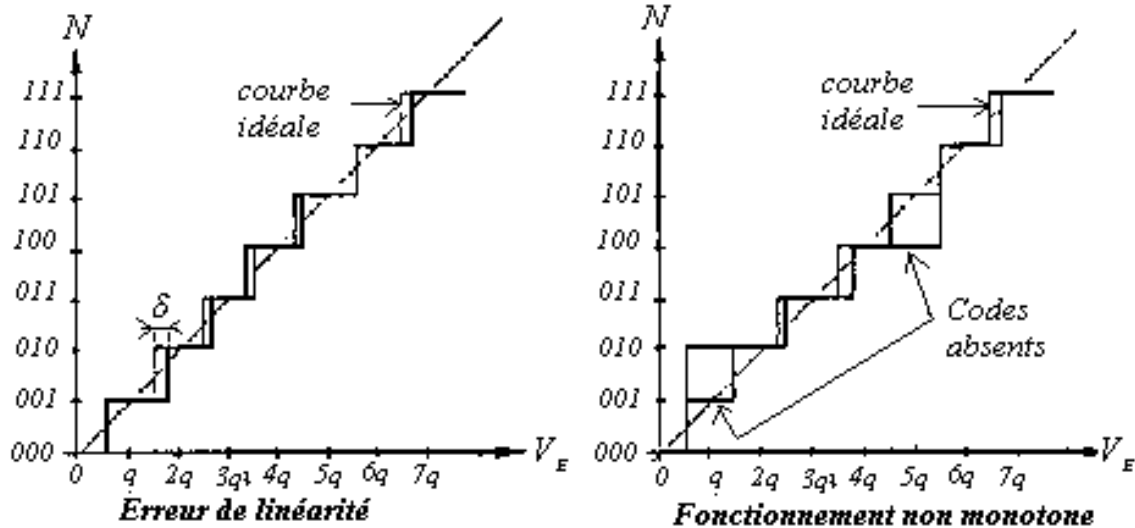 N
111
110
101
100
011
010
001
000
courbe
idéale
δ
0 q 2q 3q 4q 5q 6q 7q
V_E
Erreur de linéarité
N
111
110
101
100
011
010
001
000
courbe
idéale
Codes
absents
0 q 2q 3q 4q 5q 6q 7q
V_E
Fonctionnement non monotone